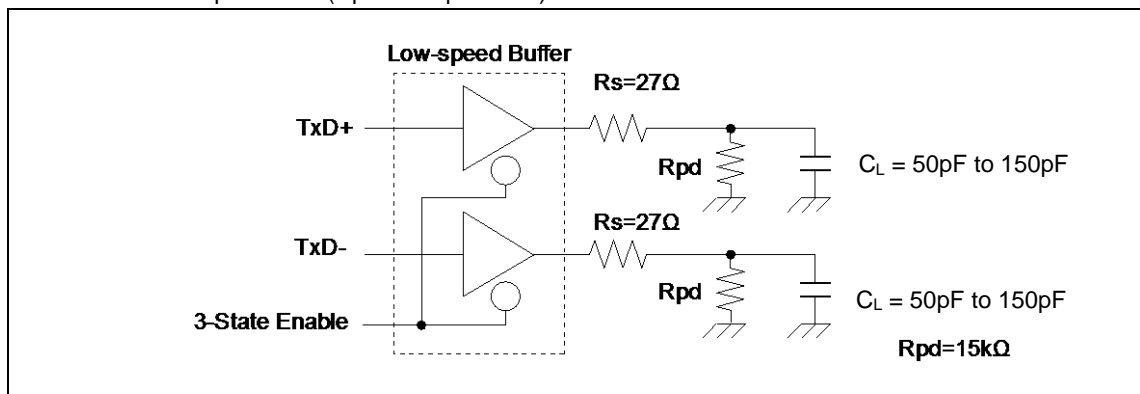 Low-speed Buffer
Rs=27Ω
TxD+
Rpd
C_L = 50pF to 150pF
Rs=27Ω
TxD-
Rpd
C_L = 50pF to 150pF
3-State Enable
Rpd=15kΩ